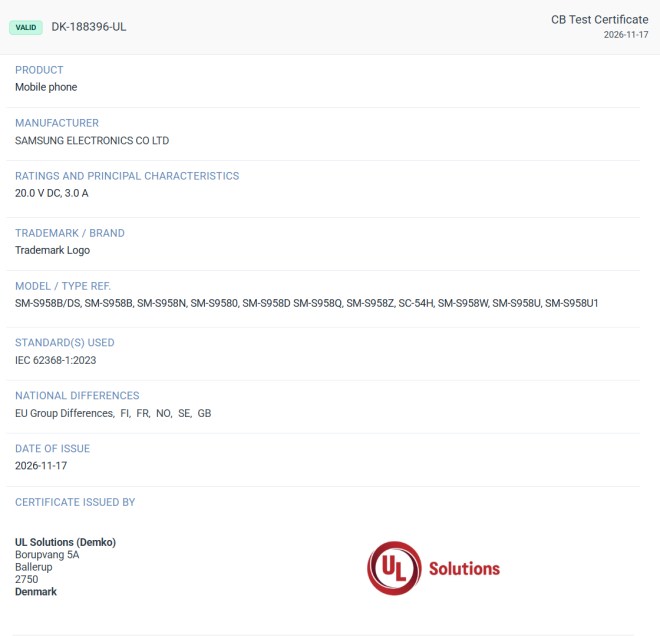 VALID DK-188396-UL
CB Test Certificate
2026-11-17
PRODUCT
Mobile phone
MANUFACTURER
SAMSUNG ELECTRONICS CO LTD
RATINGS AND PRINCIPAL CHARACTERISTICS
20.0 V DC, 3.0 A
TRADEMARK / BRAND
Trademark Logo
MODEL / TYPE REF.
SM-S958B/DS, SM-S958B, SM-S958N, SM-S9580, SM-S958D SM-S958Q, SM-S958Z, SC-54H, SM-S958W, SM-S958U, SM-S958U1
STANDARD(S) USED
IEC 62368-1:2023
NATIONAL DIFFERENCES
EU Group Differences, FI, FR, NO, SE, GB
DATE OF ISSUE
2026-11-17
CERTIFICATE ISSUED BY
UL Solutions (Demko)
Borupvang 5A
Ballerup
2750
Denmark
UL Solutions